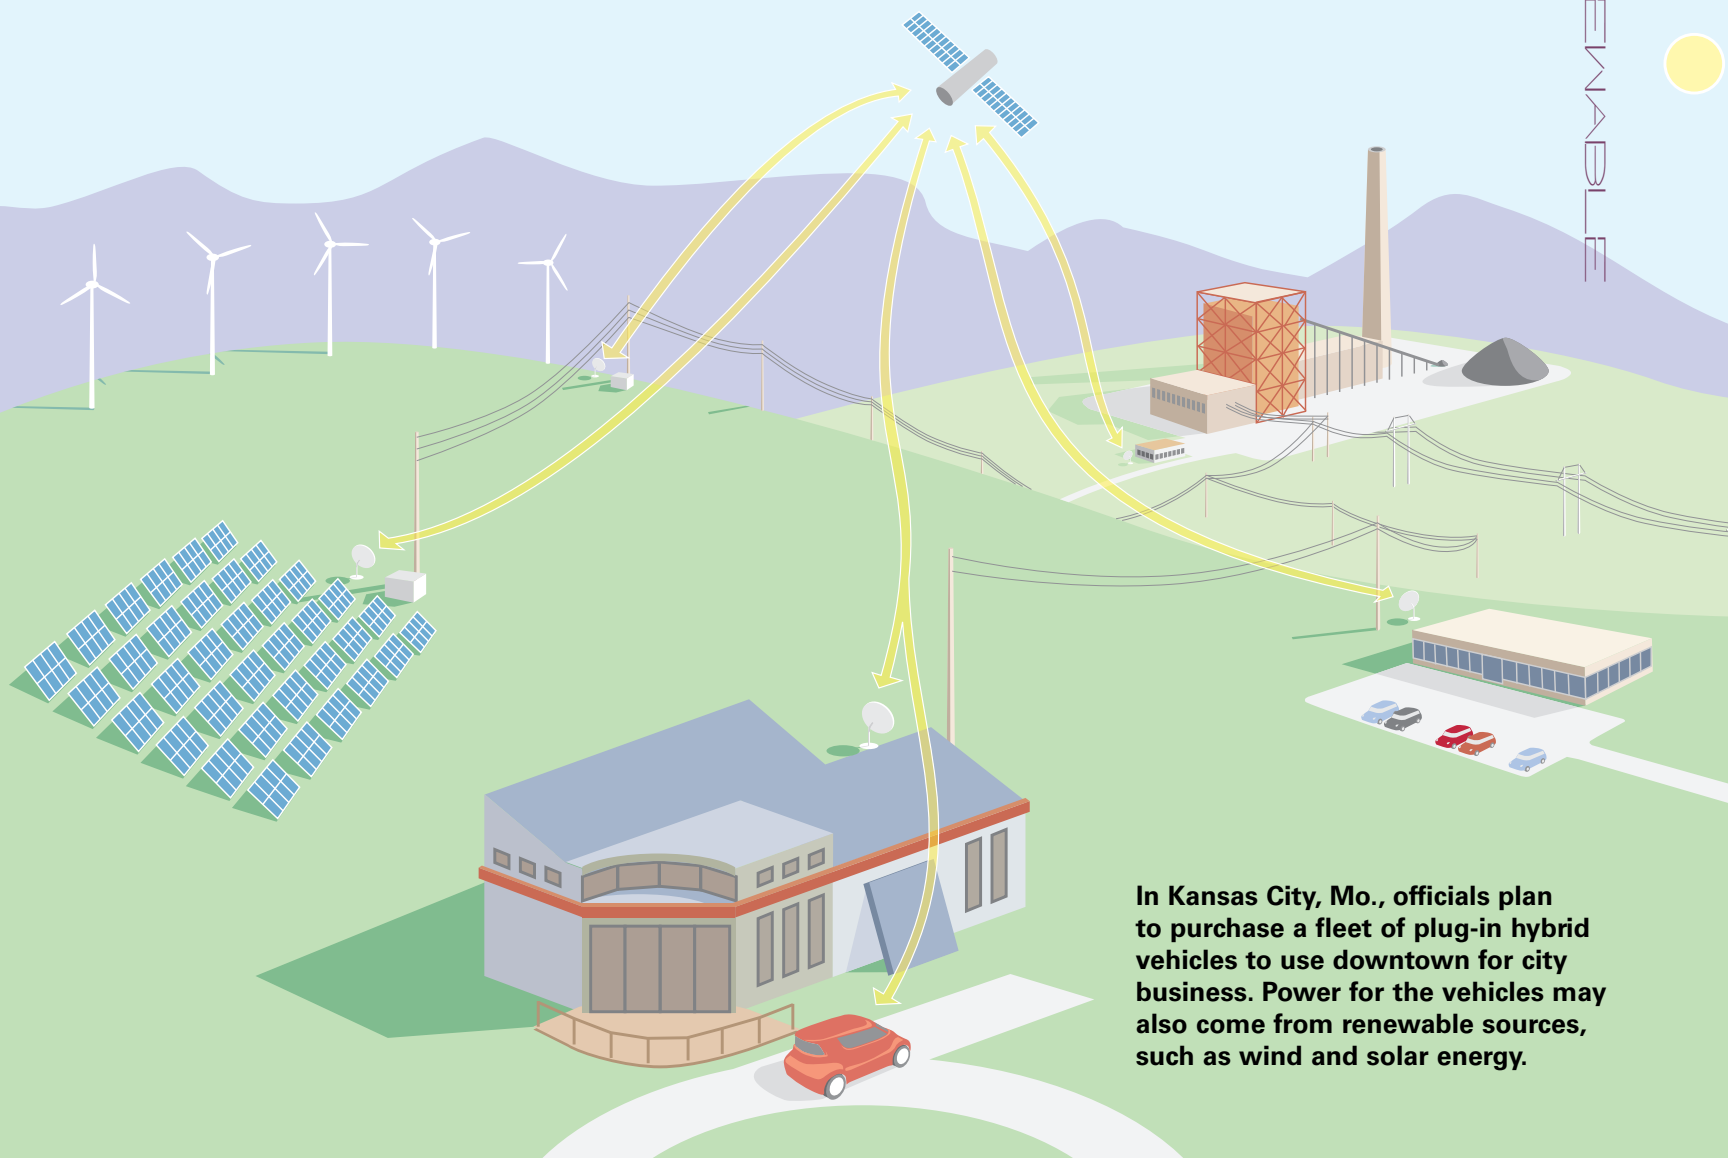 ENABLE
In Kansas City, Mo., officials plan
to purchase a fleet of plug-in hybrid
vehicles to use downtown for city
business. Power for the vehicles may
also come from renewable sources,
such as wind and solar energy.